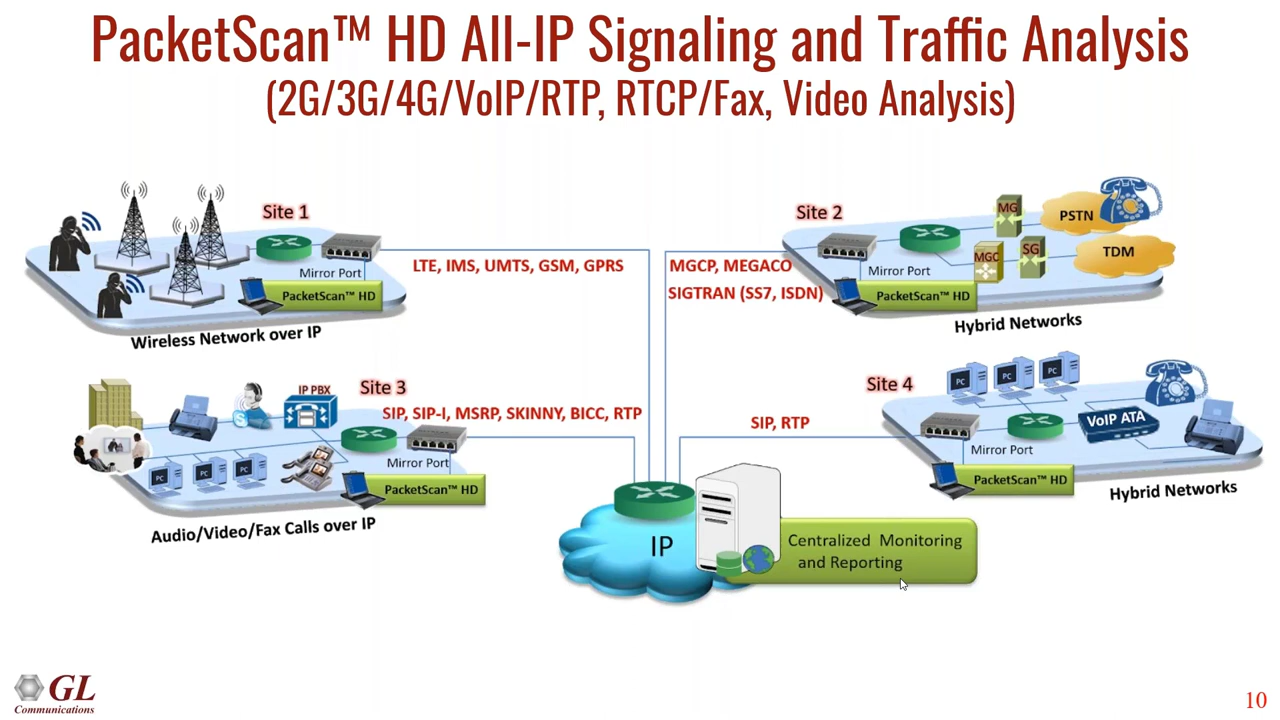 PacketScan™ HD All-IP Signaling and Traffic Analysis
(2G/3G/4G/VoIP/RTP, RTCP/Fax, Video Analysis)
Site 1
Mirror Port
PacketScan™ HD
Wireless Network over IP
LTE, IMS, UMTS, GSM, GPRS
Site 2
MG
PSTN
MGC
SG
TDM
Mirror Port
PacketScan™ HD
Hybrid Networks
MGCP, MEGACO
SIGTRAN (SS7, ISDN)
Site 3
IP PBX
SIP, SIP-I, MSRP, SKINNY, BICC, RTP
PC
PC
PC
Mirror Port
PacketScan™ HD
Audio/Video/Fax Calls over IP
Site 4
PC
PC
PC
SIP, RTP
VoIP ATA
Mirror Port
PacketScan™ HD
Hybrid Networks
IP
Centralized Monitoring
and Reporting
GL
Communications
10